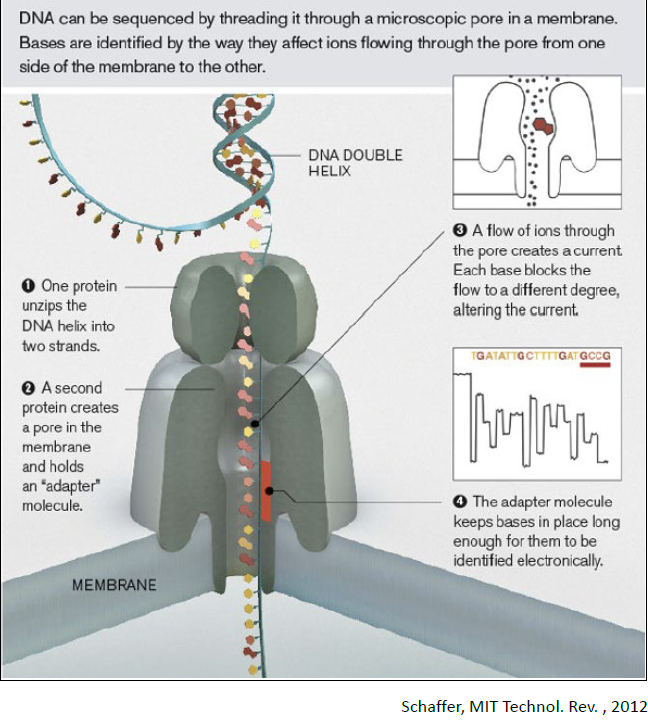 DNA can be sequenced by threading it through a microscopic pore in a membrane.
Bases are identified by the way they affect ions flowing through the pore from one
side of the membrane to the other.
DNA DOUBLE
HELIX
❶ One protein
unzips the
DNA helix into
two strands.
❷ A second
protein creates
a pore in the
membrane
and holds
an "adapter"
molecule.
MEMBRANE
❸ A flow of ions through
the pore creates a current.
Each base blocks the
flow to a different degree,
altering the current.
TGATATTGCTTTTGATGCCG
❹ The adapter molecule
keeps bases in place long
enough for them to be
identified electronically.
Schaffer, MIT Technol. Rev. , 2012